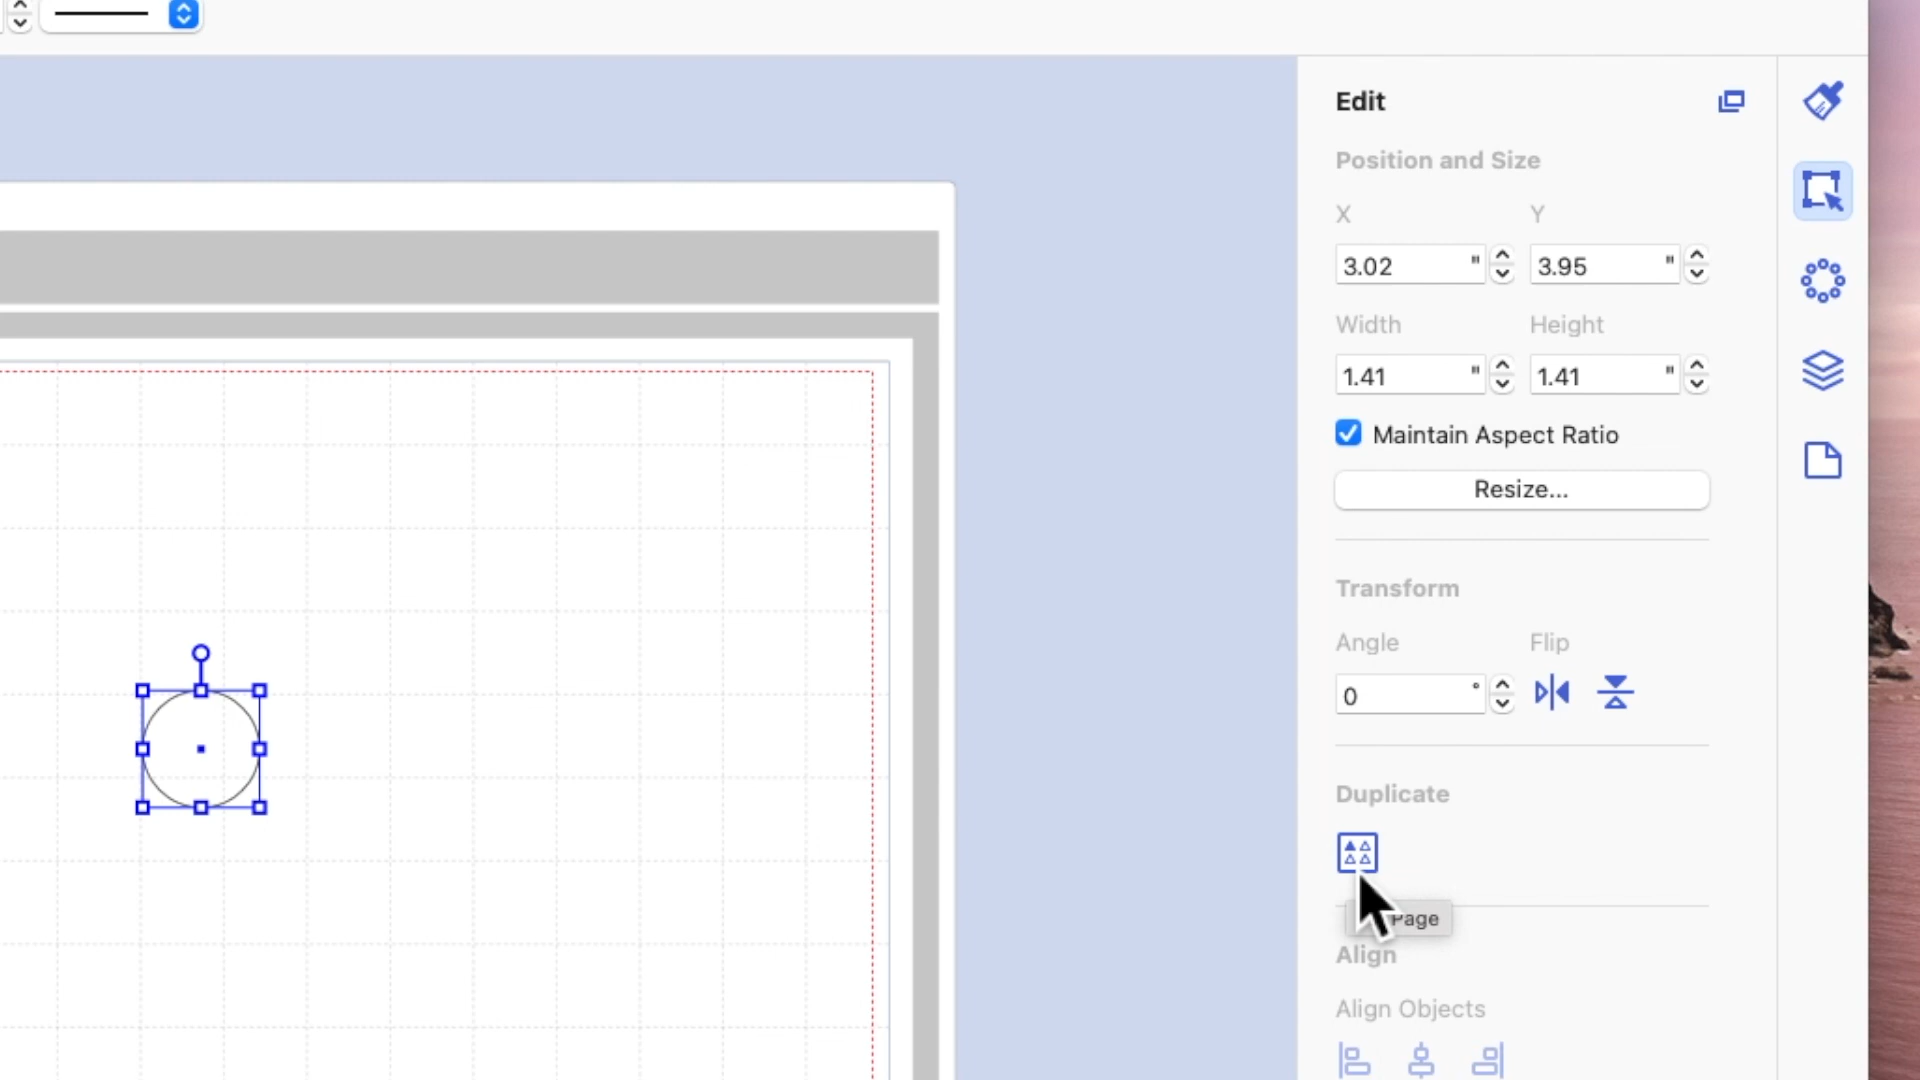 Edit
Position and Size
X Y
3.02 " 3.95 "
Width Height
1.41 " 1.41 "
Maintain Aspect Ratio
Resize...
Transform
Angle Flip
0 °
Duplicate
Page
Align
Align Objects